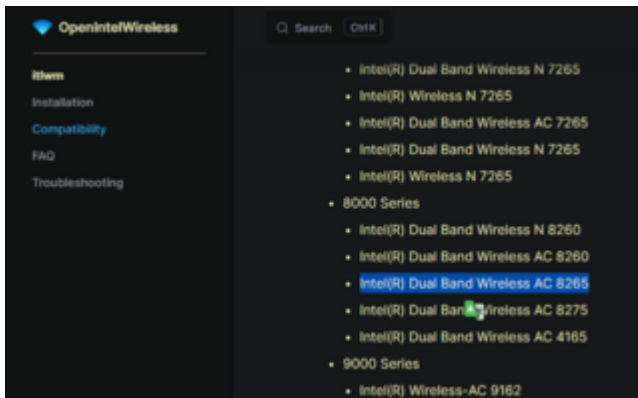 OpenIntelWireless
Search Ctrl K
itlwm
Installation
Compatibility
FAQ
Troubleshooting
Intel(R) Dual Band Wireless N 7265
Intel(R) Wireless N 7265
Intel(R) Dual Band Wireless AC 7265
Intel(R) Dual Band Wireless N 7265
Intel(R) Wireless N 7265
8000 Series
Intel(R) Dual Band Wireless N 8260
Intel(R) Dual Band Wireless AC 8260
Intel(R) Dual Band Wireless AC 8265
Intel(R) Dual Band Wireless AC 8275
Intel(R) Dual Band Wireless AC 4165
9000 Series
Intel(R) Wireless-AC 9162